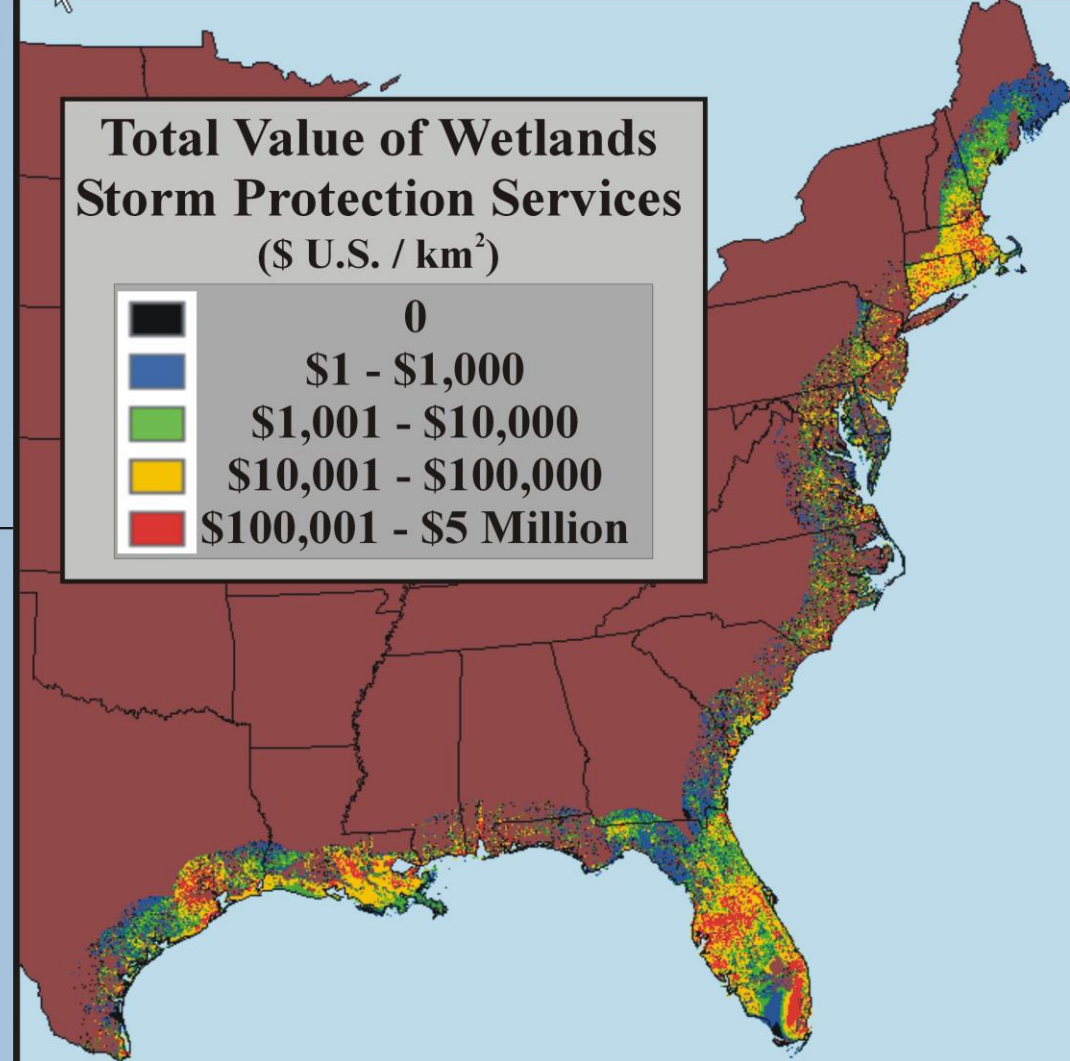 Total Value of Wetlands
Storm Protection Services
($ U.S. / km²)
0
$1 - $1,000
$1,001 - $10,000
$10,001 - $100,000
$100,001 - $5 Million